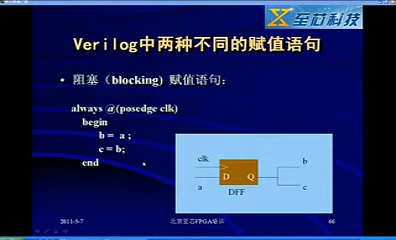 至芯科技
Verilog中两种不同的赋值语句
• 阻塞（blocking) 赋值语句：
always @(posedge clk)
begin
b = a ;
c = b;
end
clk
D Q
a
DFF
b
c
2011-5-7
北京至芯FPGA培训
66